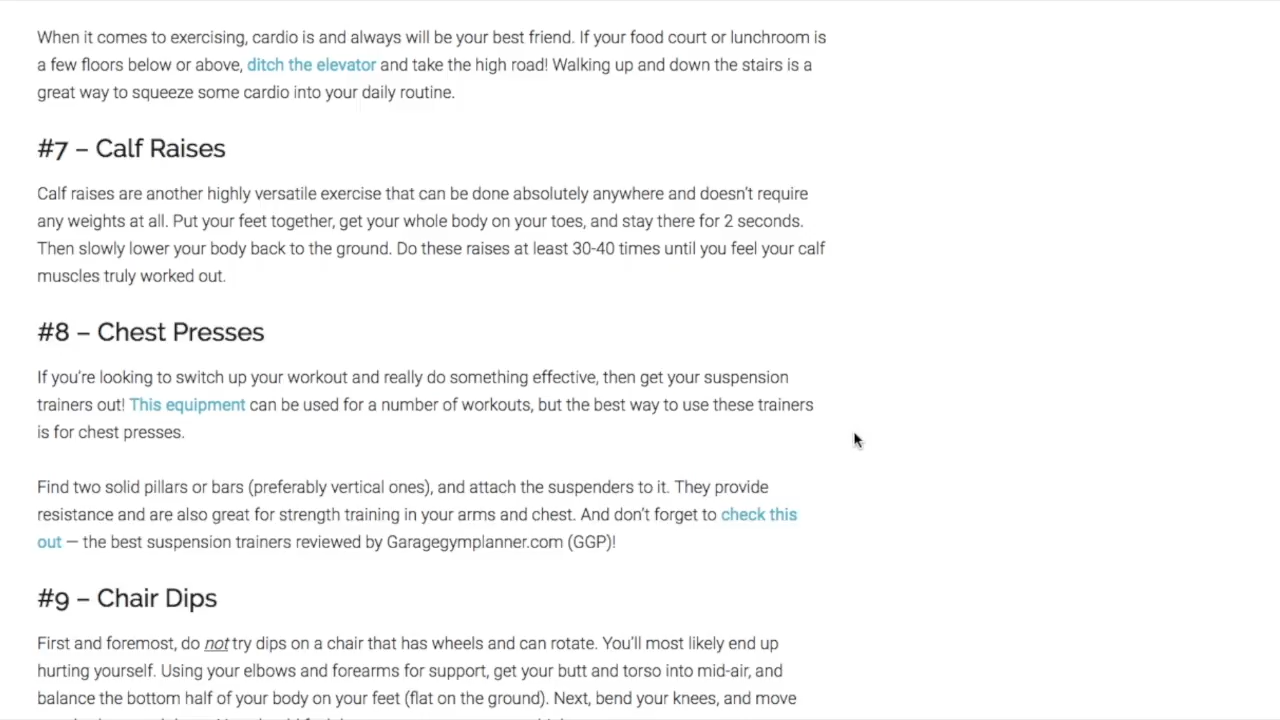 When it comes to exercising, cardio is and always will be your best friend. If your food court or lunchroom is
a few floors below or above, ditch the elevator and take the high road! Walking up and down the stairs is a
great way to squeeze some cardio into your daily routine.
#7 – Calf Raises
Calf raises are another highly versatile exercise that can be done absolutely anywhere and doesn't require
any weights at all. Put your feet together, get your whole body on your toes, and stay there for 2 seconds.
Then slowly lower your body back to the ground. Do these raises at least 30-40 times until you feel your calf
muscles truly worked out.
#8 – Chest Presses
If you're looking to switch up your workout and really do something effective, then get your suspension
trainers out! This equipment can be used for a number of workouts, but the best way to use these trainers
is for chest presses.
Find two solid pillars or bars (preferably vertical ones), and attach the suspenders to it. They provide
resistance and are also great for strength training in your arms and chest. And don't forget to check this
out — the best suspension trainers reviewed by Garagegymplanner.com (GGP)!
#9 – Chair Dips
First and foremost, do not try dips on a chair that has wheels and can rotate. You'll most likely end up
hurting yourself. Using your elbows and forearms for support, get your butt and torso into mid-air, and
balance the bottom half of your body on your feet (flat on the ground). Next, bend your knees, and move